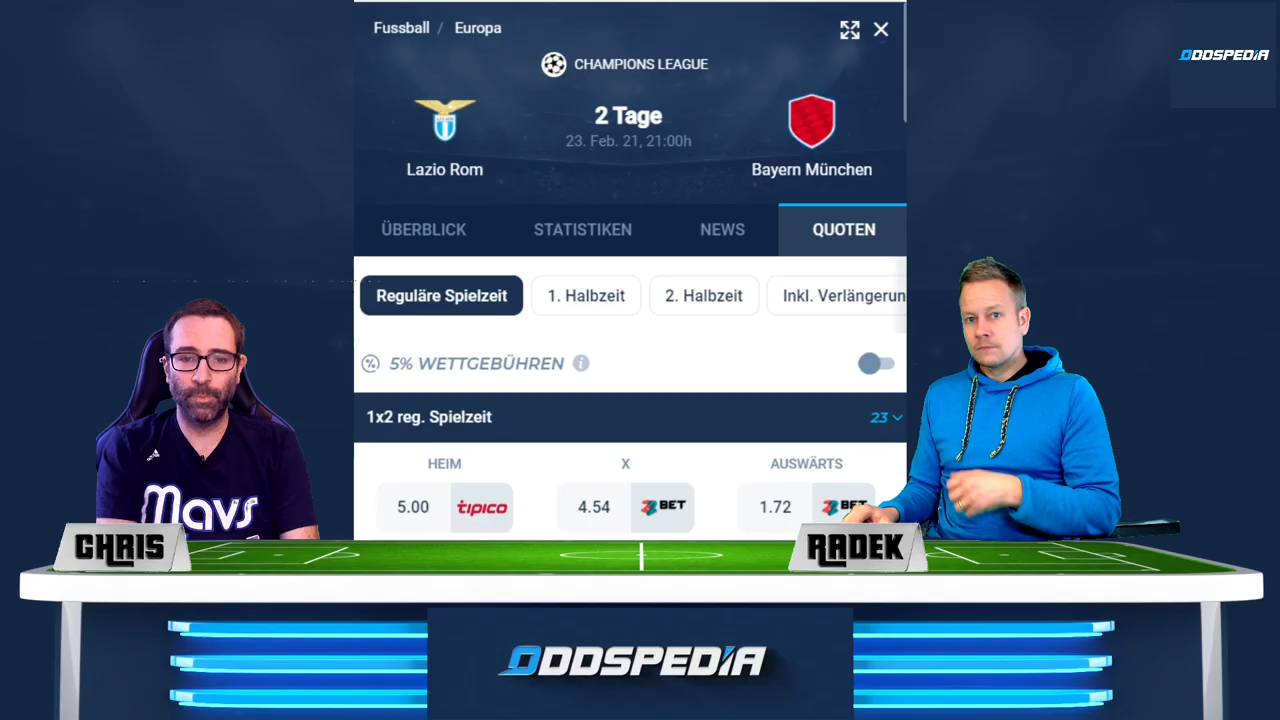 Fussball / Europa
CHAMPIONS LEAGUE
ODDSPEDIA
2 Tage
23. Feb. 21, 21:00h
Lazio Rom
Bayern München
ÜBERBLICK STATISTIKEN NEWS QUOTEN
Reguläre Spielzeit 1. Halbzeit 2. Halbzeit Inkl. Verlängerun
5% WETTGEBÜHREN i
1x2 reg. Spielzeit 23
HEIM X AUSWÄRTS
5.00 tipico 4.54 22BET 1.72 22BET
Mavs
CHRIS
RADEK
ODDSPEDIA